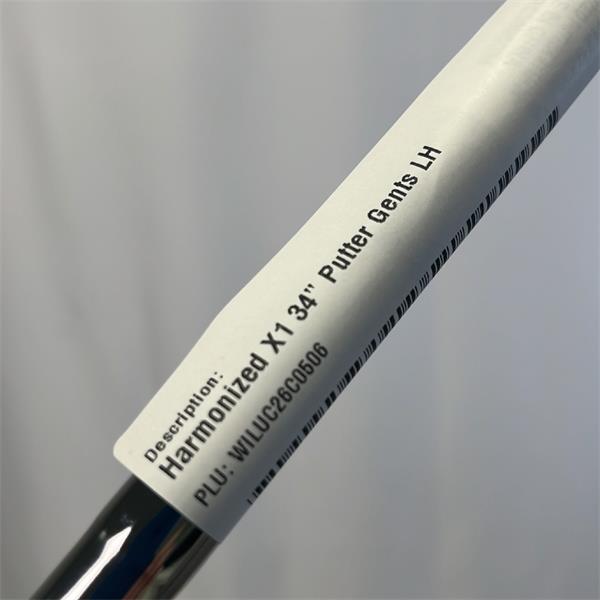 Description:
Harmonized X1 34" Putter Gents LH
PLU: WILUC26C0506